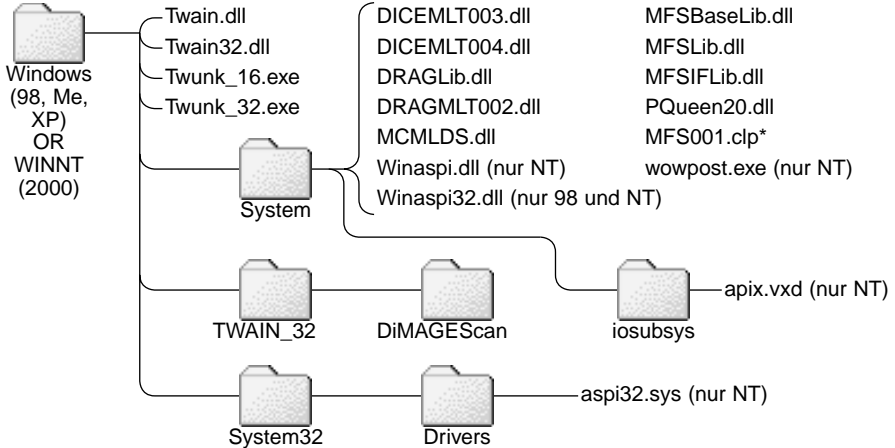 Windows
(98, Me,
XP)
OR
WINNT
(2000)
Twain.dll
Twain32.dll
Twunk_16.exe
Twunk_32.exe
System
DICEMLT003.dll
DICEMLT004.dll
DRAGLib.dll
DRAGMLT002.dll
MCMLDS.dll
Winaspi.dll (nur NT)
Winaspi32.dll (nur 98 und NT)
MFSBaseLib.dll
MFSLib.dll
MFSIFLib.dll
PQueen20.dll
MFS001.clp*
wowpost.exe (nur NT)
TWAIN_32
DiMAGEScan
iosubsys
apix.vxd (nur NT)
System32
Drivers
aspi32.sys (nur NT)